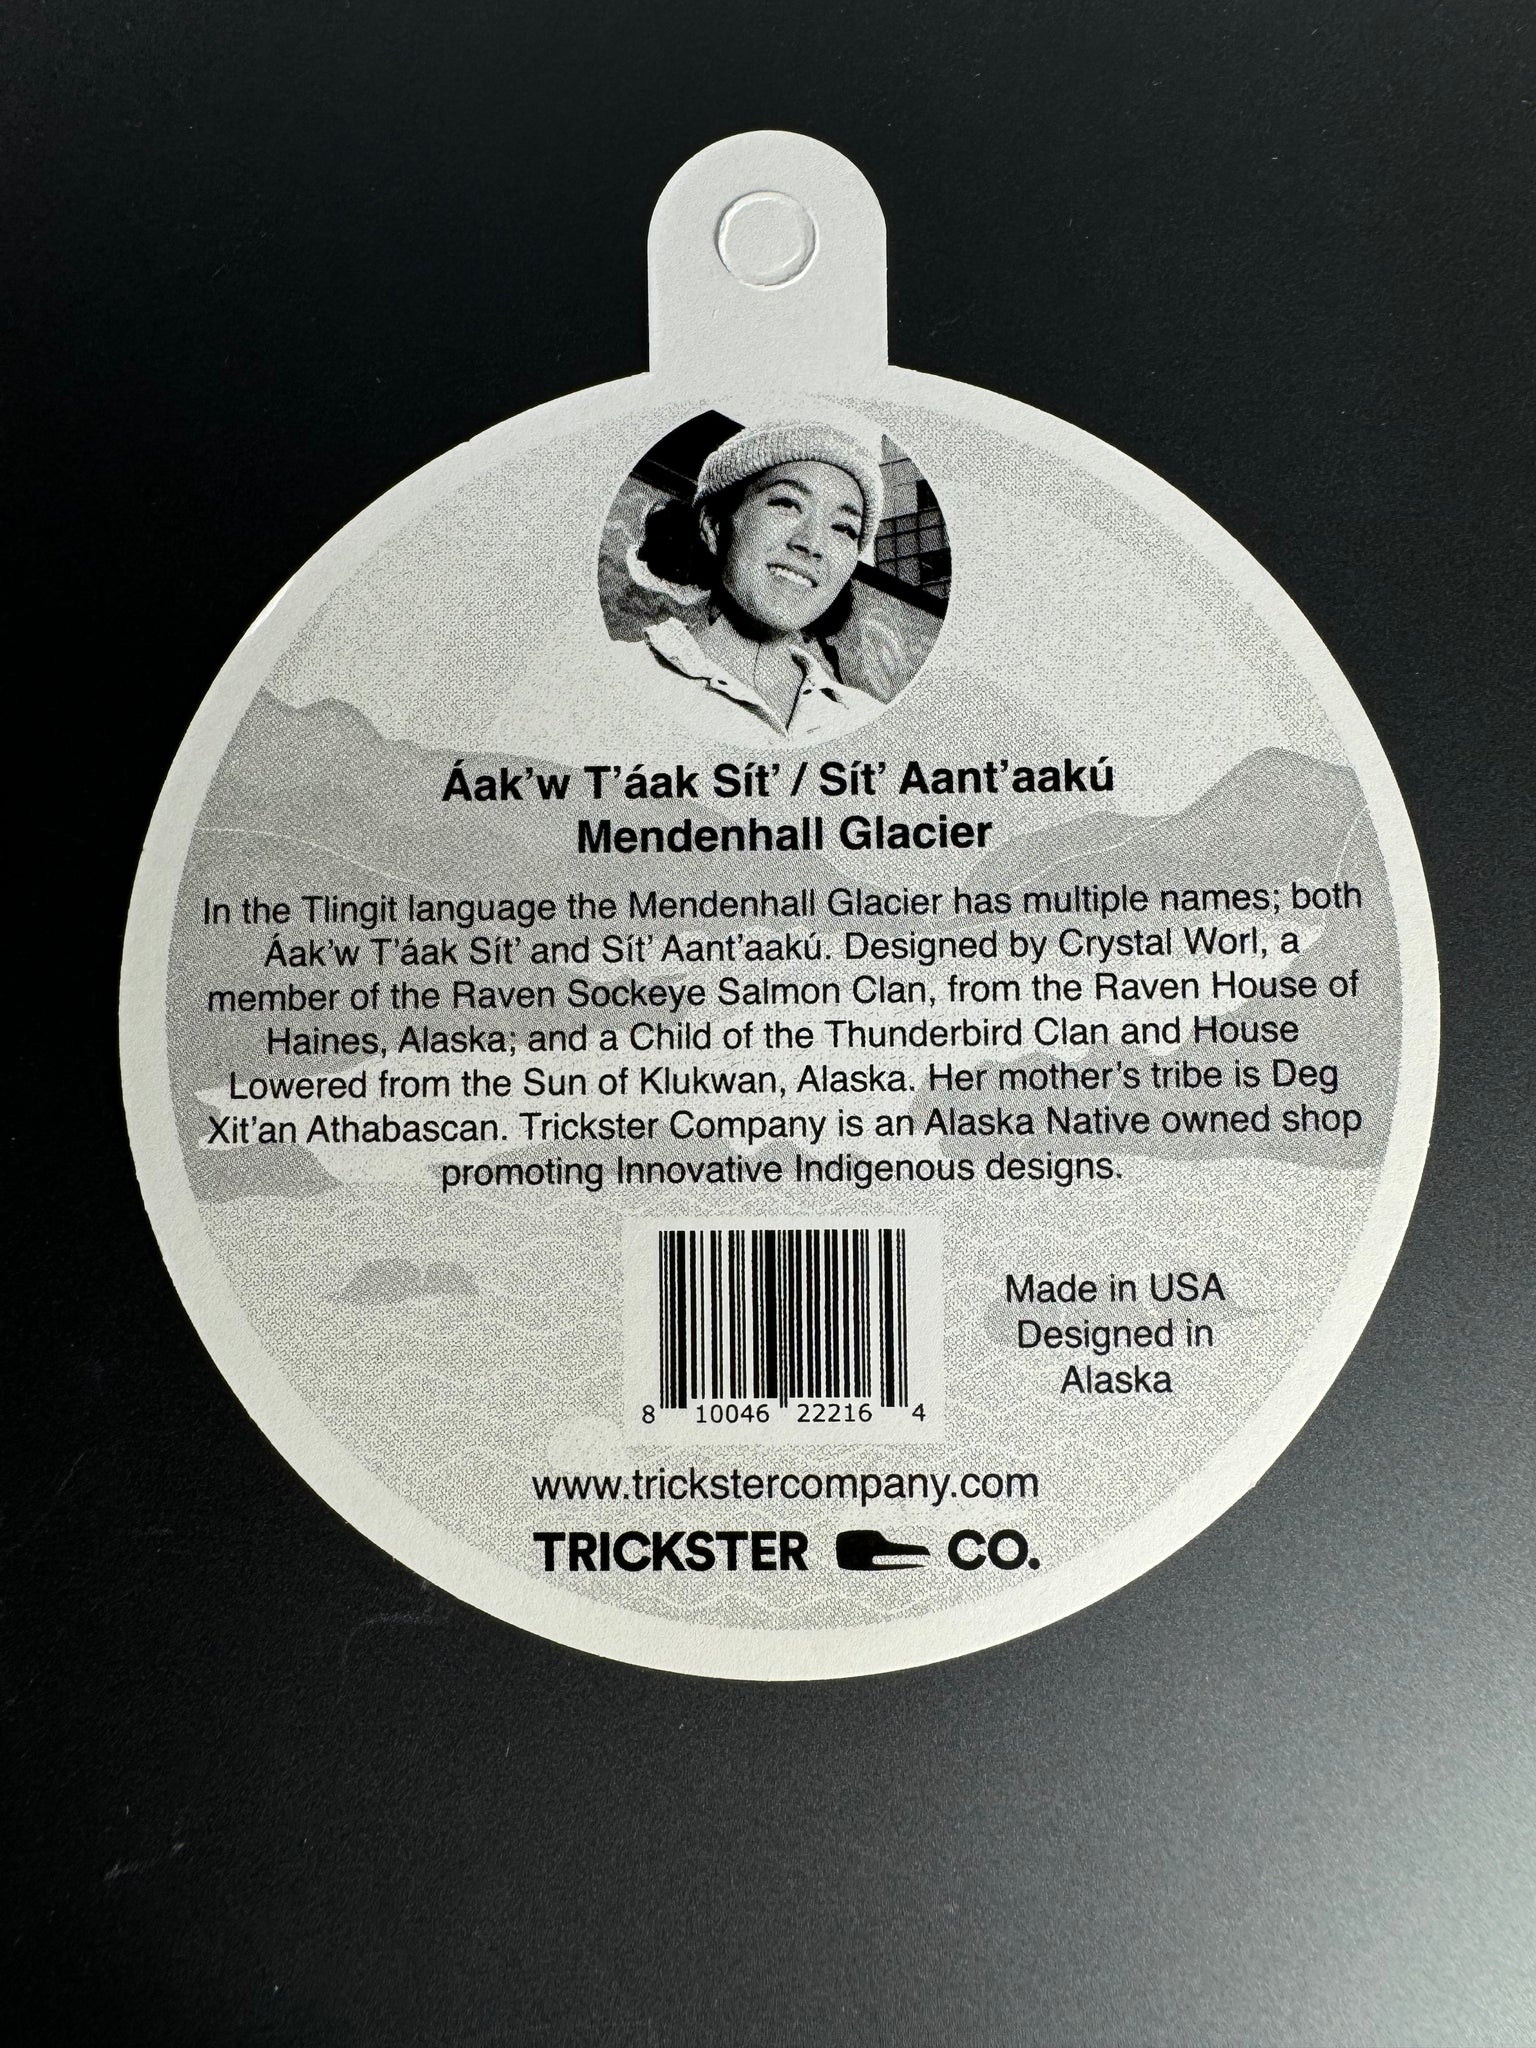 Áak’w T’áak Sít’ / Sít’ Aant’aakú
Mendenhall Glacier
In the Tlingit language the Mendenhall Glacier has multiple names; both
Áak’w T’áak Sít’ and Sít’ Aant’aakú. Designed by Crystal Worl, a
member of the Raven Sockeye Salmon Clan, from the Raven House of
Haines, Alaska; and a Child of the Thunderbird Clan and House
Lowered from the Sun of Klukwan, Alaska. Her mother’s tribe is Deg
Xit’an Athabascan. Trickster Company is an Alaska Native owned shop
promoting Innovative Indigenous designs.
8 10046 22216 4
Made in USA
Designed in
Alaska
www.trickstercompany.com
TRICKSTER CO.